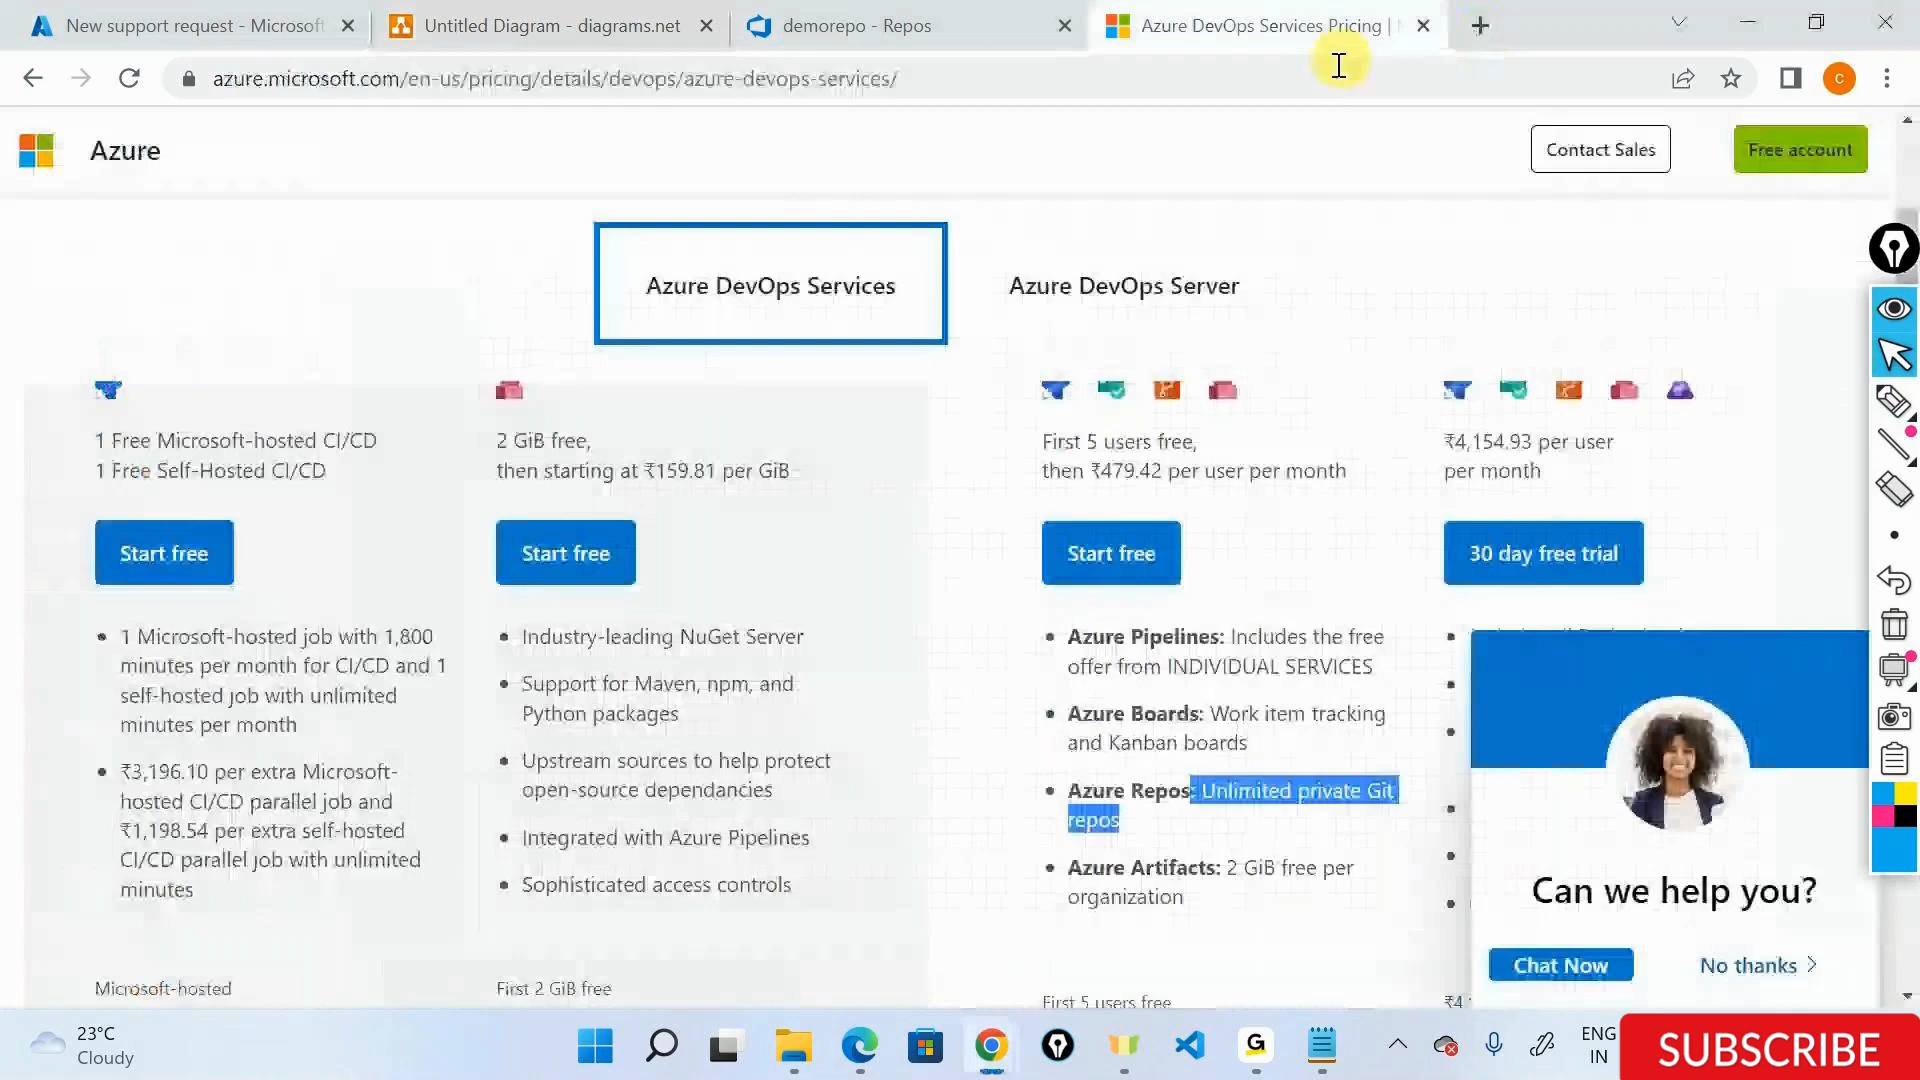 New support request - Microsoft
Untitled Diagram - diagrams.net
demorepo - Repos
Azure DevOps Services Pricing |
azure.microsoft.com/en-us/pricing/details/devops/azure-devops-services/
C
Azure
Contact Sales
Free account
Azure DevOps Services
Azure DevOps Server
1 Free Microsoft-hosted CI/CD
1 Free Self-Hosted CI/CD
Start free
• 1 Microsoft-hosted job with 1,800
minutes per month for CI/CD and 1
self-hosted job with unlimited
minutes per month
• ₹3,196.10 per extra Microsoft-
hosted CI/CD parallel job and
₹1,198.54 per extra self-hosted
CI/CD parallel job with unlimited
minutes
Microsoft-hosted
2 GiB free,
then starting at ₹159.81 per GiB
Start free
• Industry-leading NuGet Server
• Support for Maven, npm, and
Python packages
• Upstream sources to help protect
open-source dependancies
• Integrated with Azure Pipelines
• Sophisticated access controls
First 2 GiB free
First 5 users free,
then ₹479.42 per user per month
Start free
• Azure Pipelines: Includes the free
offer from INDIVIDUAL SERVICES
• Azure Boards: Work item tracking
and Kanban boards
• Azure Repos: Unlimited private Git
repos
• Azure Artifacts: 2 GiB free per
organization
First 5 users free
₹4,154.93 per user
per month
30 day free trial
Can we help you?
Chat Now
No thanks
23°C
Cloudy
G
ENG
IN
SUBSCRIBE